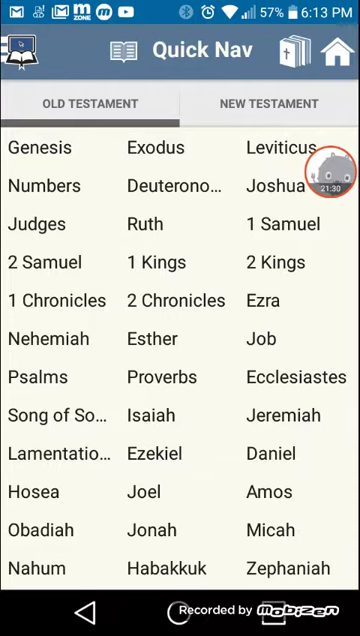 57% 6:13 PM
Quick Nav
OLD TESTAMENT NEW TESTAMENT
Genesis Exodus Leviticus
Numbers Deuterono... Joshua
21:30
Judges Ruth 1 Samuel
2 Samuel 1 Kings 2 Kings
1 Chronicles 2 Chronicles Ezra
Nehemiah Esther Job
Psalms Proverbs Ecclesiastes
Song of So... Isaiah Jeremiah
Lamentatio... Ezekiel Daniel
Hosea Joel Amos
Obadiah Jonah Micah
Nahum Habakkuk Zephaniah
Recorded by Mobizen